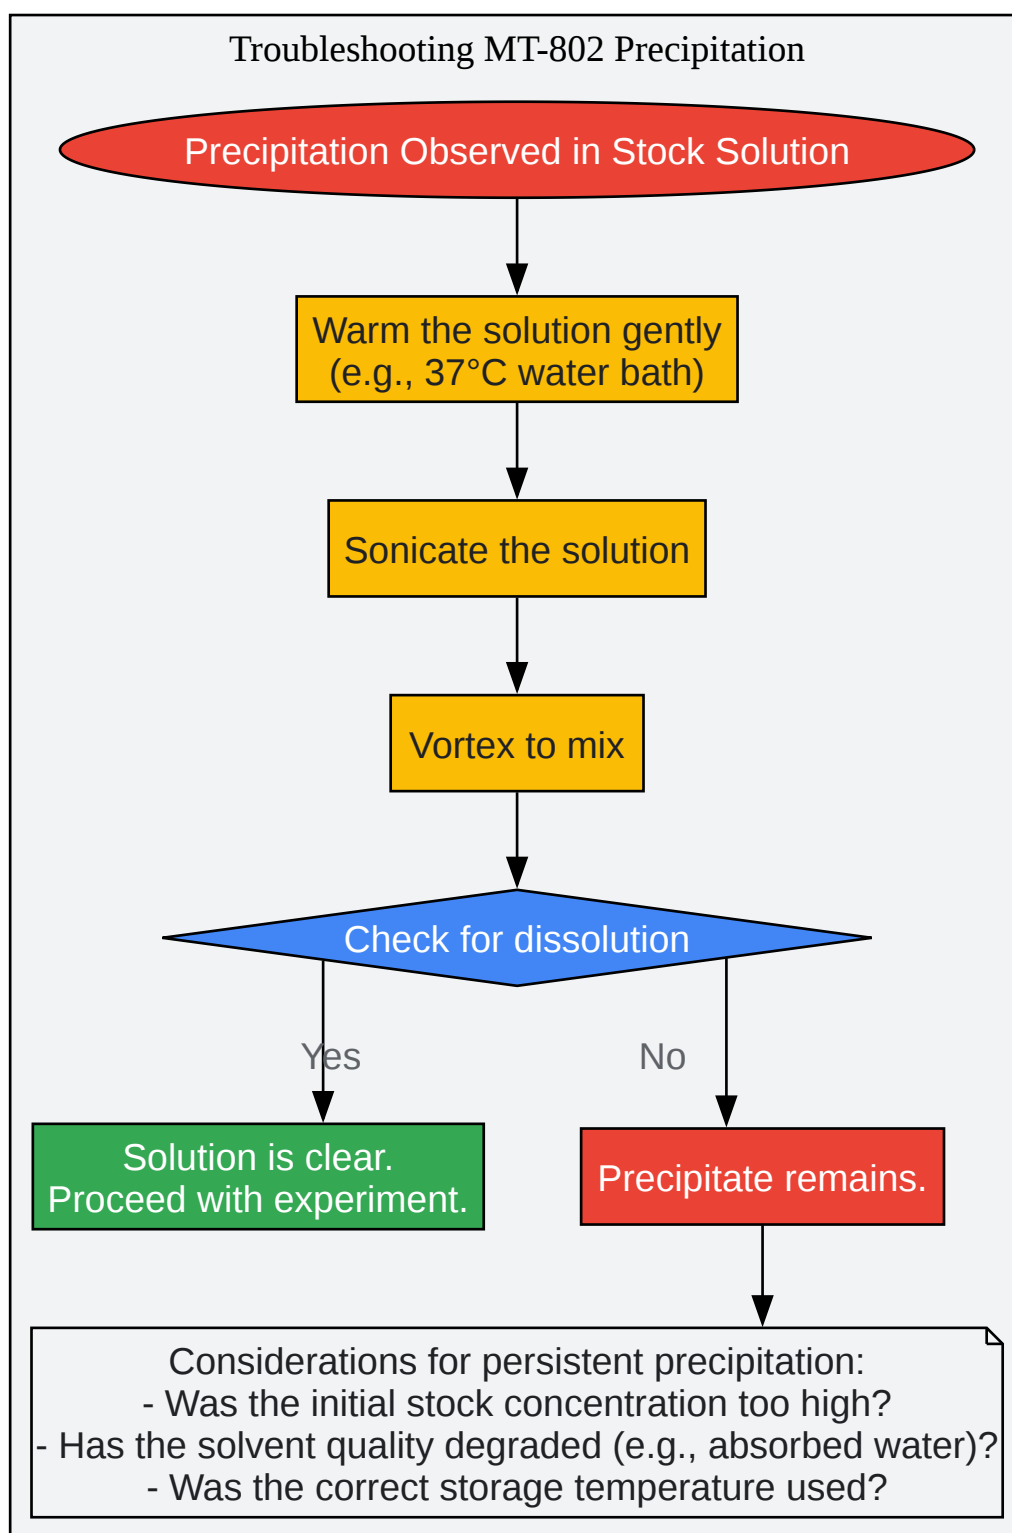 Troubleshooting MT-802 Precipitation
Precipitation Observed in Stock Solution
Warm the solution gently
(e.g., 37°C water bath)
Sonicate the solution
Vortex to mix
Check for dissolution
Yes
No
Solution is clear.
Proceed with experiment.
Precipitate remains.
Considerations for persistent precipitation:
- Was the initial stock concentration too high?
- Has the solvent quality degraded (e.g., absorbed water)?
- Was the correct storage temperature used?